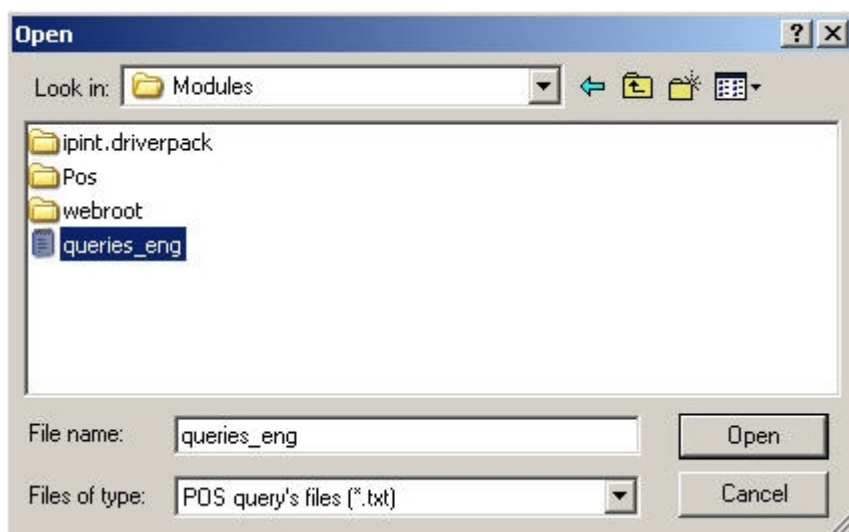 Open
Look in: Modules
ipint.driverpack
Pos
webroot
queries_eng
File name: queries_eng Open
Files of type: POS query's files (*.txt) Cancel